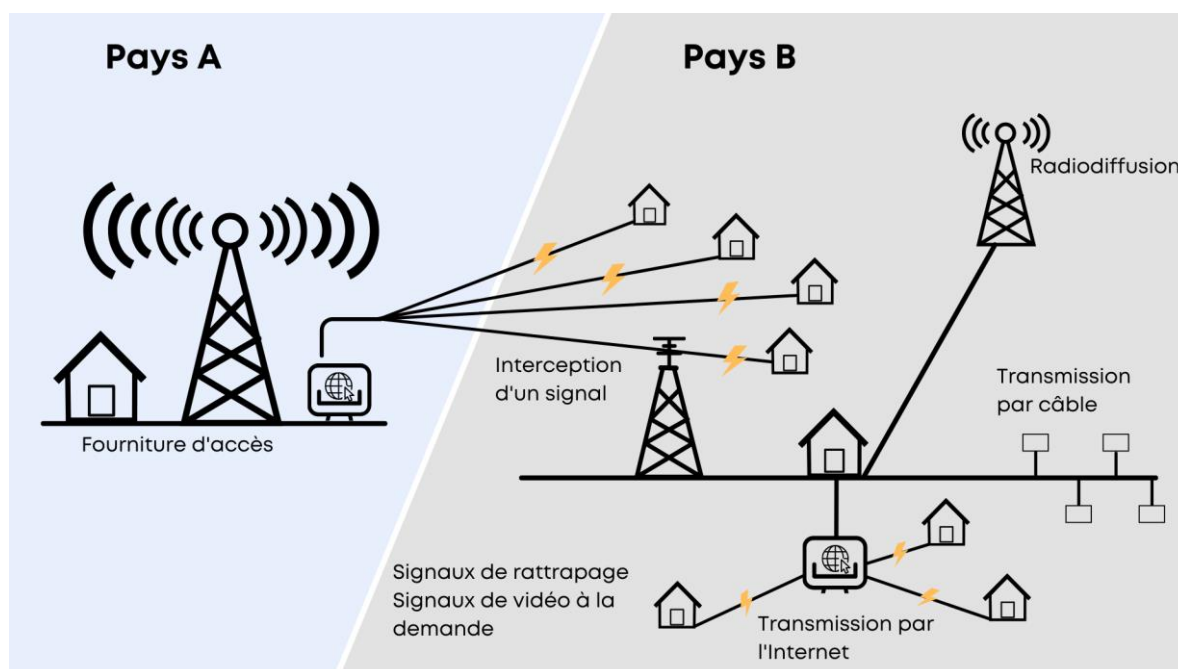 Pays A
Pays B
Radiodiffusion
Interception
d'un signal
Transmission
par câble
Fourniture d'accès
Signaux de rattrapage
Signaux de vidéo à la
demande
Transmission par
l'Internet